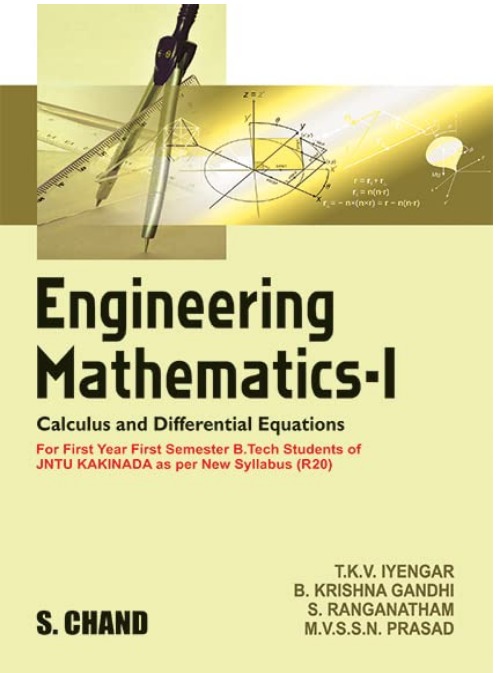 z = z'
r = r₁ + r,
r, = n(n·r)
r, = − n×(n×r) = r − n(n·r)
Engineering
Mathematics-I
Calculus and Differential Equations
For First Year First Semester B.Tech Students of
JNTU KAKINADA as per New Syllabus (R20)
T.K.V. IYENGAR
B. KRISHNA GANDHI
S. RANGANATHAM
M.V.S.S.N. PRASAD
S. CHAND